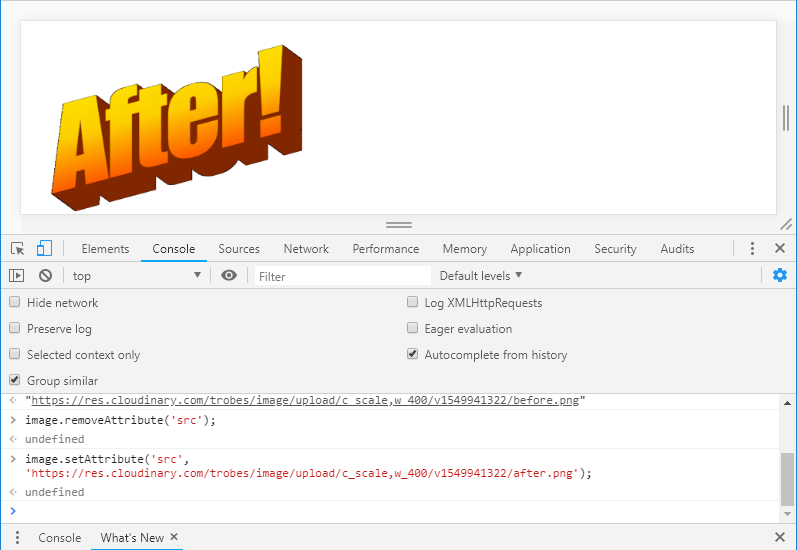 After!
Elements Console Sources Network Performance Memory Application Security Audits
top Filter Default levels
Hide network Log XMLHttpRequests
Preserve log Eager evaluation
Selected context only Autocomplete from history
Group similar
"https://res.cloudinary.com/trobes/image/upload/c_scale,w_400/v1549941322/before.png"
image.removeAttribute('src');
undefined
image.setAttribute('src',
'https://res.cloudinary.com/trobes/image/upload/c_scale,w_400/v1549941322/after.png');
undefined
Console What's New